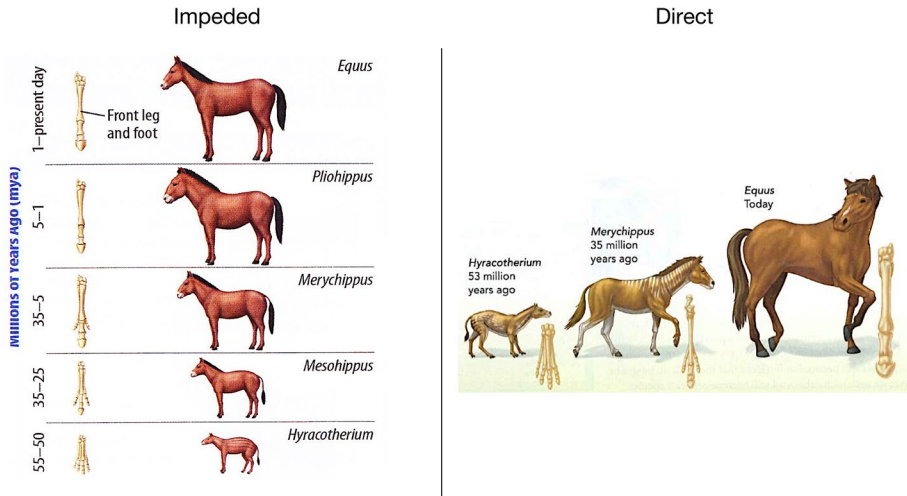 Impeded
Direct
Millions of Years Ago (mya)
1–present day
Equus
Front leg
and foot
5–1
Pliohippus
35–5
Merychippus
35–25
Mesohippus
55–50
Hyracotherium
Hyracotherium
53 million
years ago
Merychippus
35 million
years ago
Equus
Today